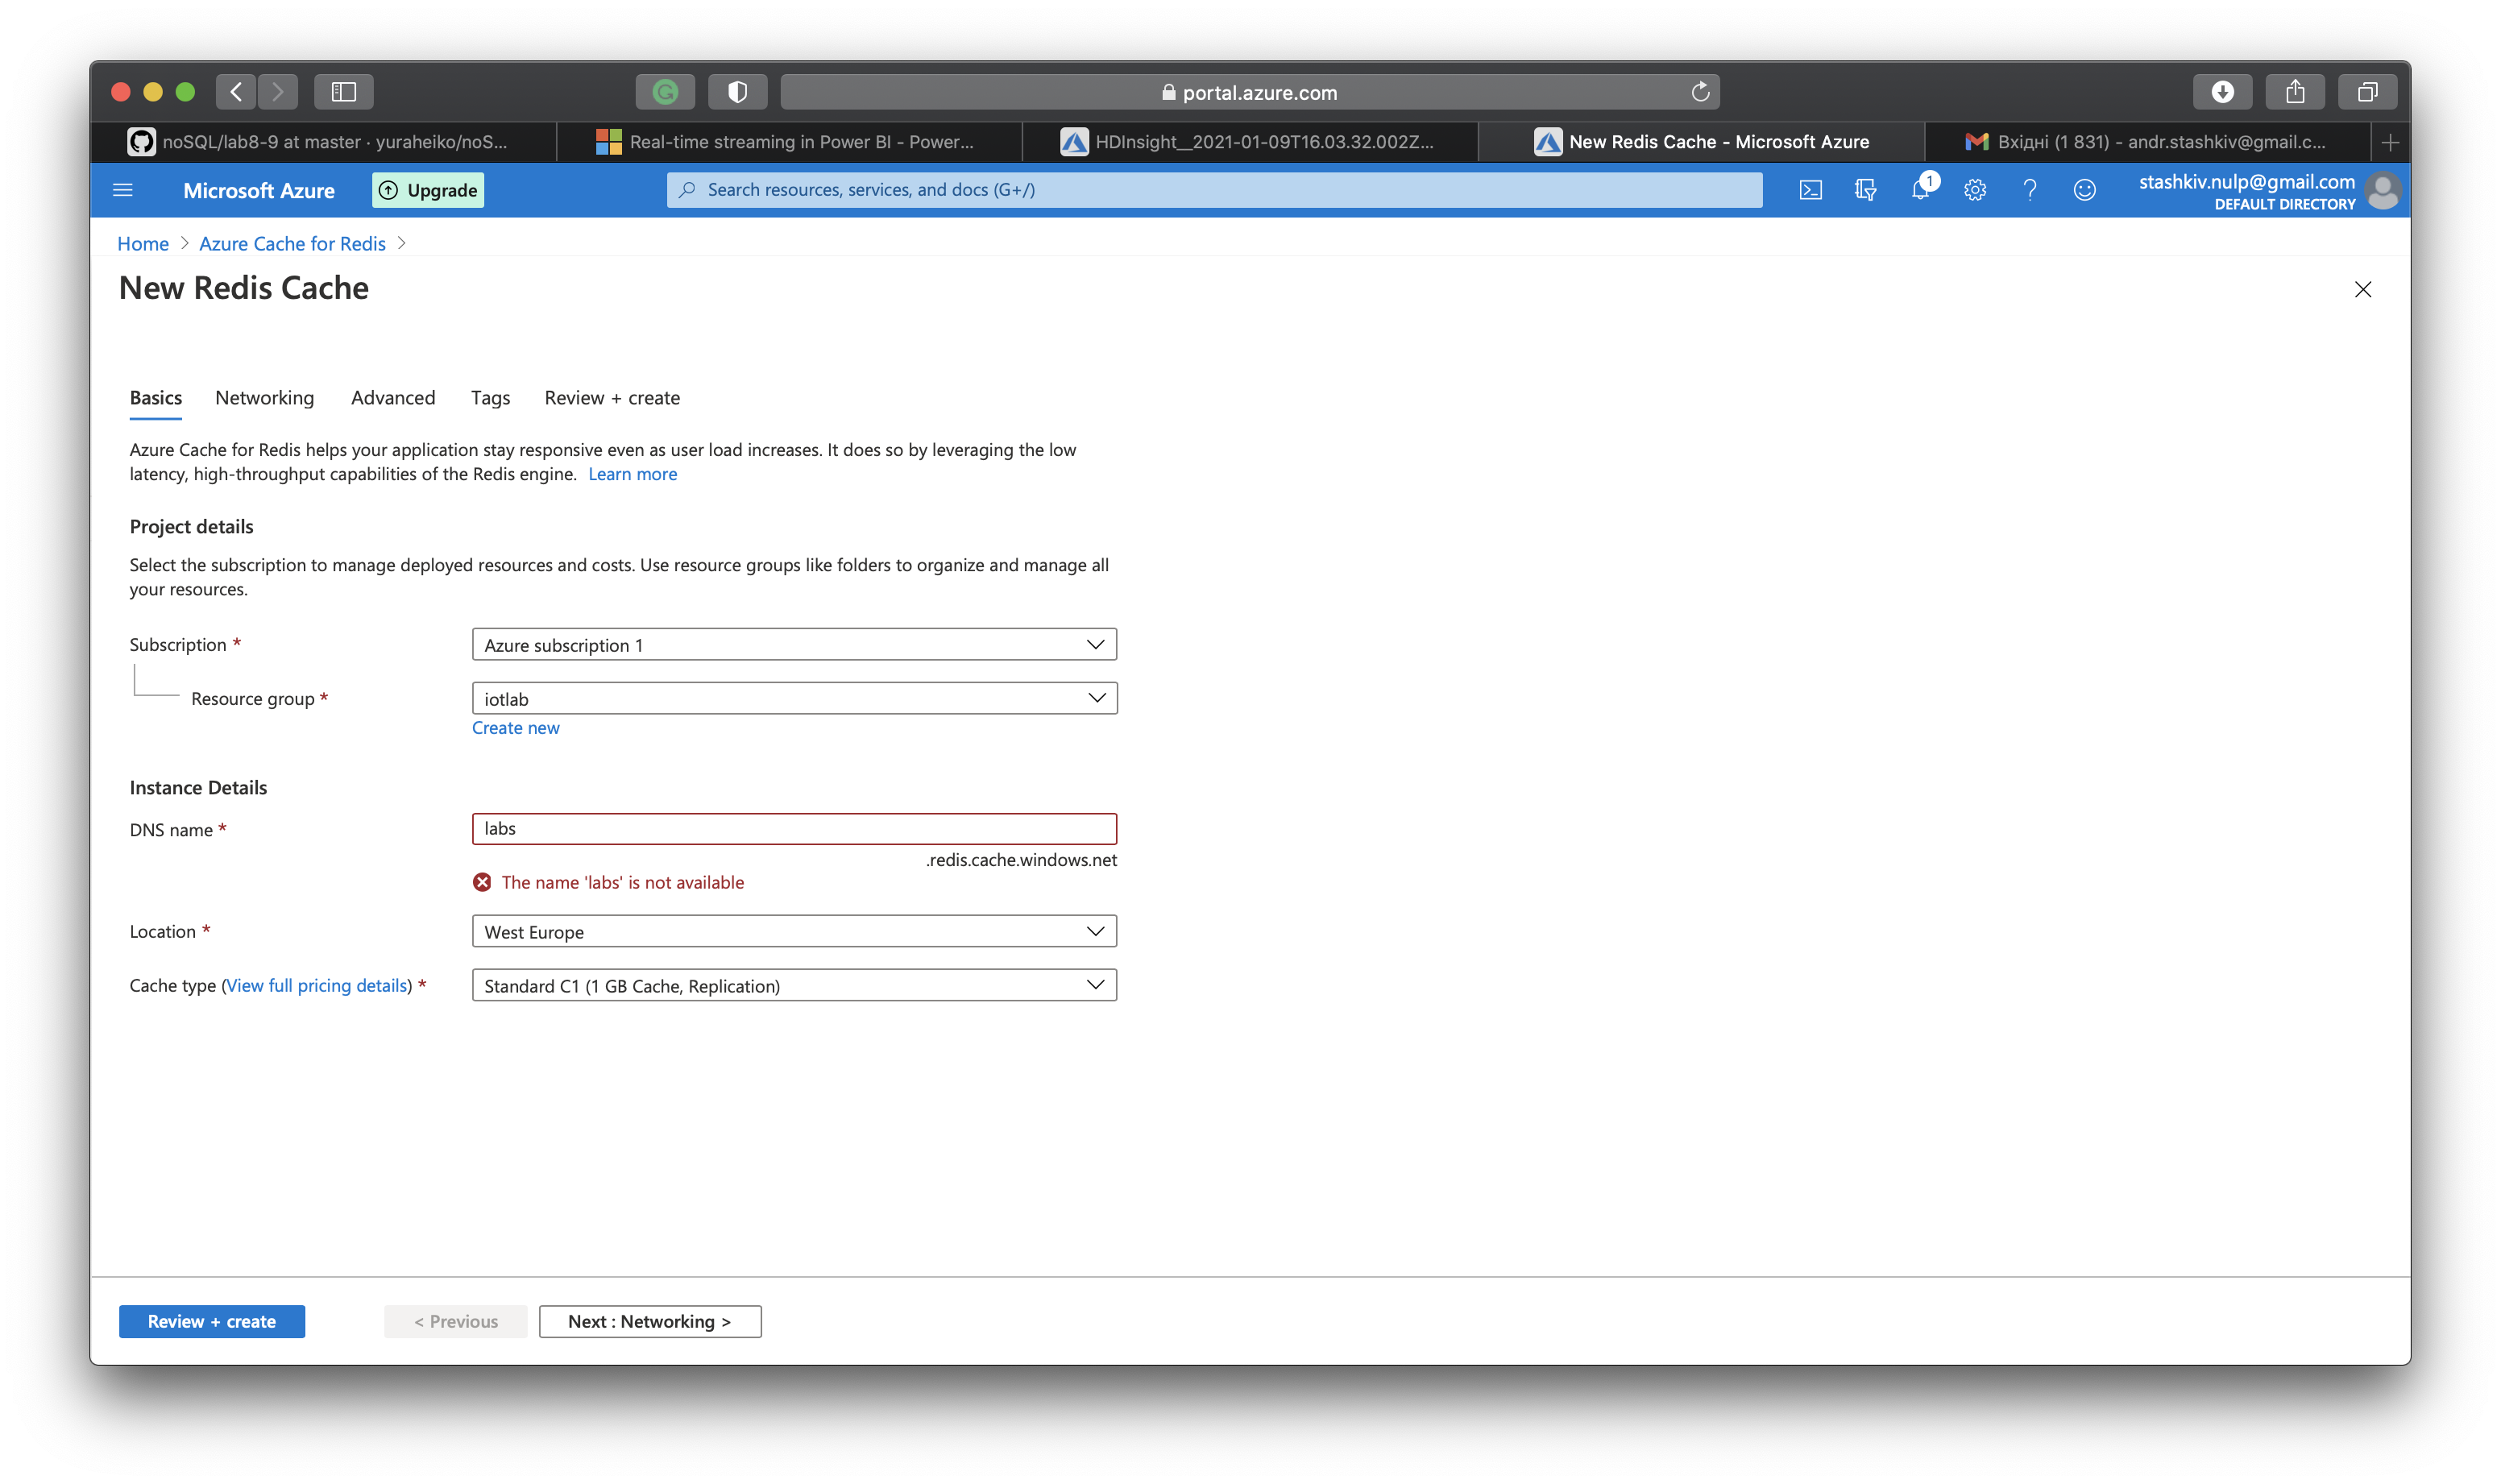 portal.azure.com
noSQL/lab8-9 at master · yuraheiko/noS...
Real-time streaming in Power BI - Power...
HDInsight__2021-01-09T16.03.32.002Z...
New Redis Cache - Microsoft Azure
Вхідні (1 831) - andr.stashkiv@gmail.c...
Microsoft Azure
Upgrade
Search resources, services, and docs (G+/)
1
stashkiv.nulp@gmail.com
DEFAULT DIRECTORY
Home > Azure Cache for Redis >
New Redis Cache
Basics Networking Advanced Tags Review + create
Azure Cache for Redis helps your application stay responsive even as user load increases. It does so by leveraging the low
latency, high-throughput capabilities of the Redis engine. Learn more
Project details
Select the subscription to manage deployed resources and costs. Use resource groups like folders to organize and manage all
your resources.
Subscription * Azure subscription 1
Resource group * iotlab
Create new
Instance Details
DNS name * labs
.redis.cache.windows.net
The name 'labs' is not available
Location * West Europe
Cache type (View full pricing details) * Standard C1 (1 GB Cache, Replication)
Review + create < Previous Next : Networking >